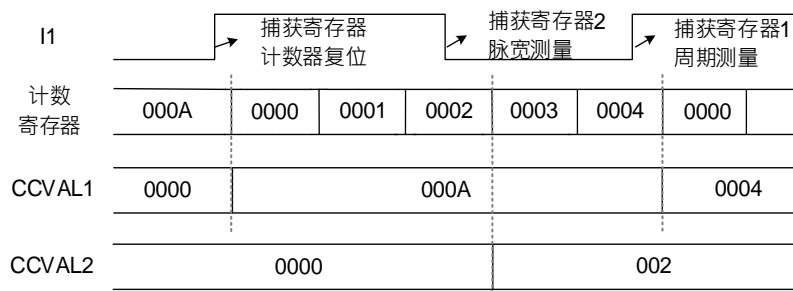 I1
捕获寄存器
计数器复位
捕获寄存器2
脉宽测量
捕获寄存器1
周期测量
计数
寄存器
000A 0000 0001 0002 0003 0004 0000
CCVAL1 0000 000A 0004
CCVAL2 0000 002